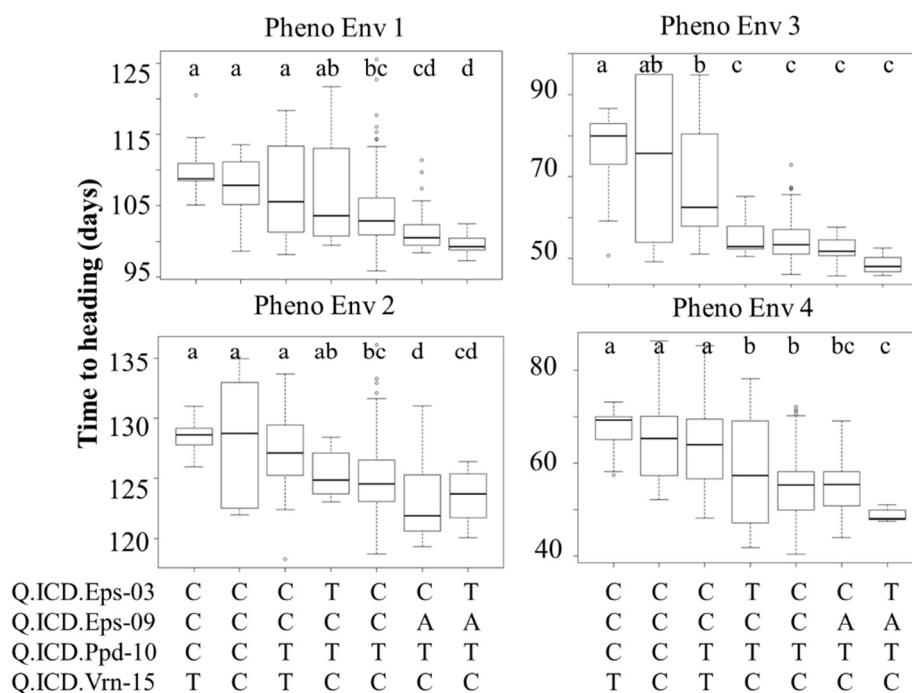 Pheno Env 1
Pheno Env 3
125
115
105
95
a a a ab bc cd d
90
70
50
a ab b c c c c
Time to heading (days)
Pheno Env 2
Pheno Env 4
135
130
125
120
a a a ab bc d cd
80
60
40
a a a b b bc c
Q.ICD.Eps-03 C C C T C C T C C C T C C T
Q.ICD.Eps-09 C C C C C A A C C C C C A A
Q.ICD.Ppd-10 C C T T T T T C C T T T T T
Q.ICD.Vrn-15 T C T C C C C T C T C C C C